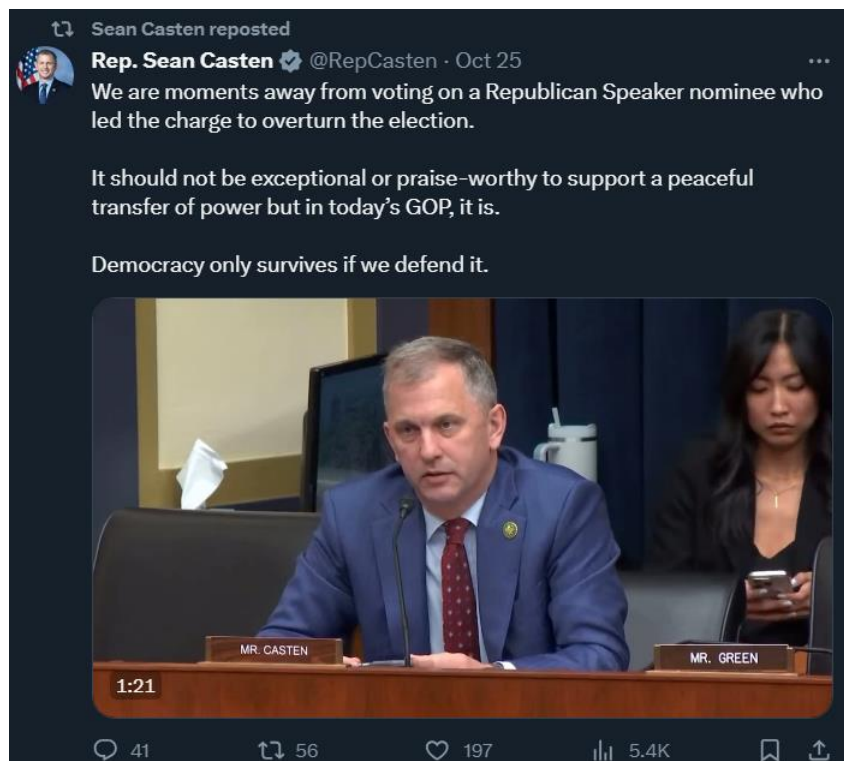 Sean Casten reposted
Rep. Sean Casten @RepCasten · Oct 25
We are moments away from voting on a Republican Speaker nominee who
led the charge to overturn the election.
It should not be exceptional or praise-worthy to support a peaceful
transfer of power but in today’s GOP, it is.
Democracy only survives if we defend it.
MR. CASTEN
MR. GREEN
1:21
41 56 197 5.4K